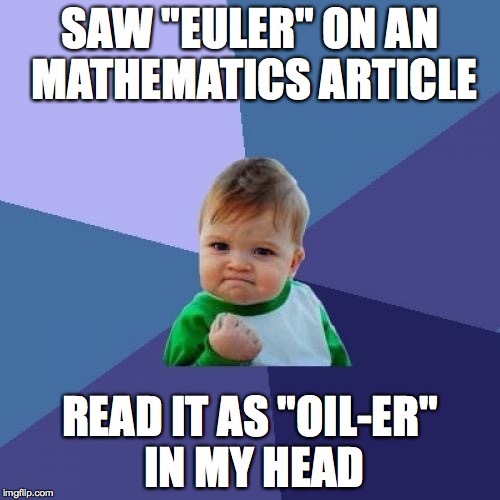 SAW "EULER" ON AN
MATHEMATICS ARTICLE
READ IT AS "OIL-ER"
IN MY HEAD
imgflip.com